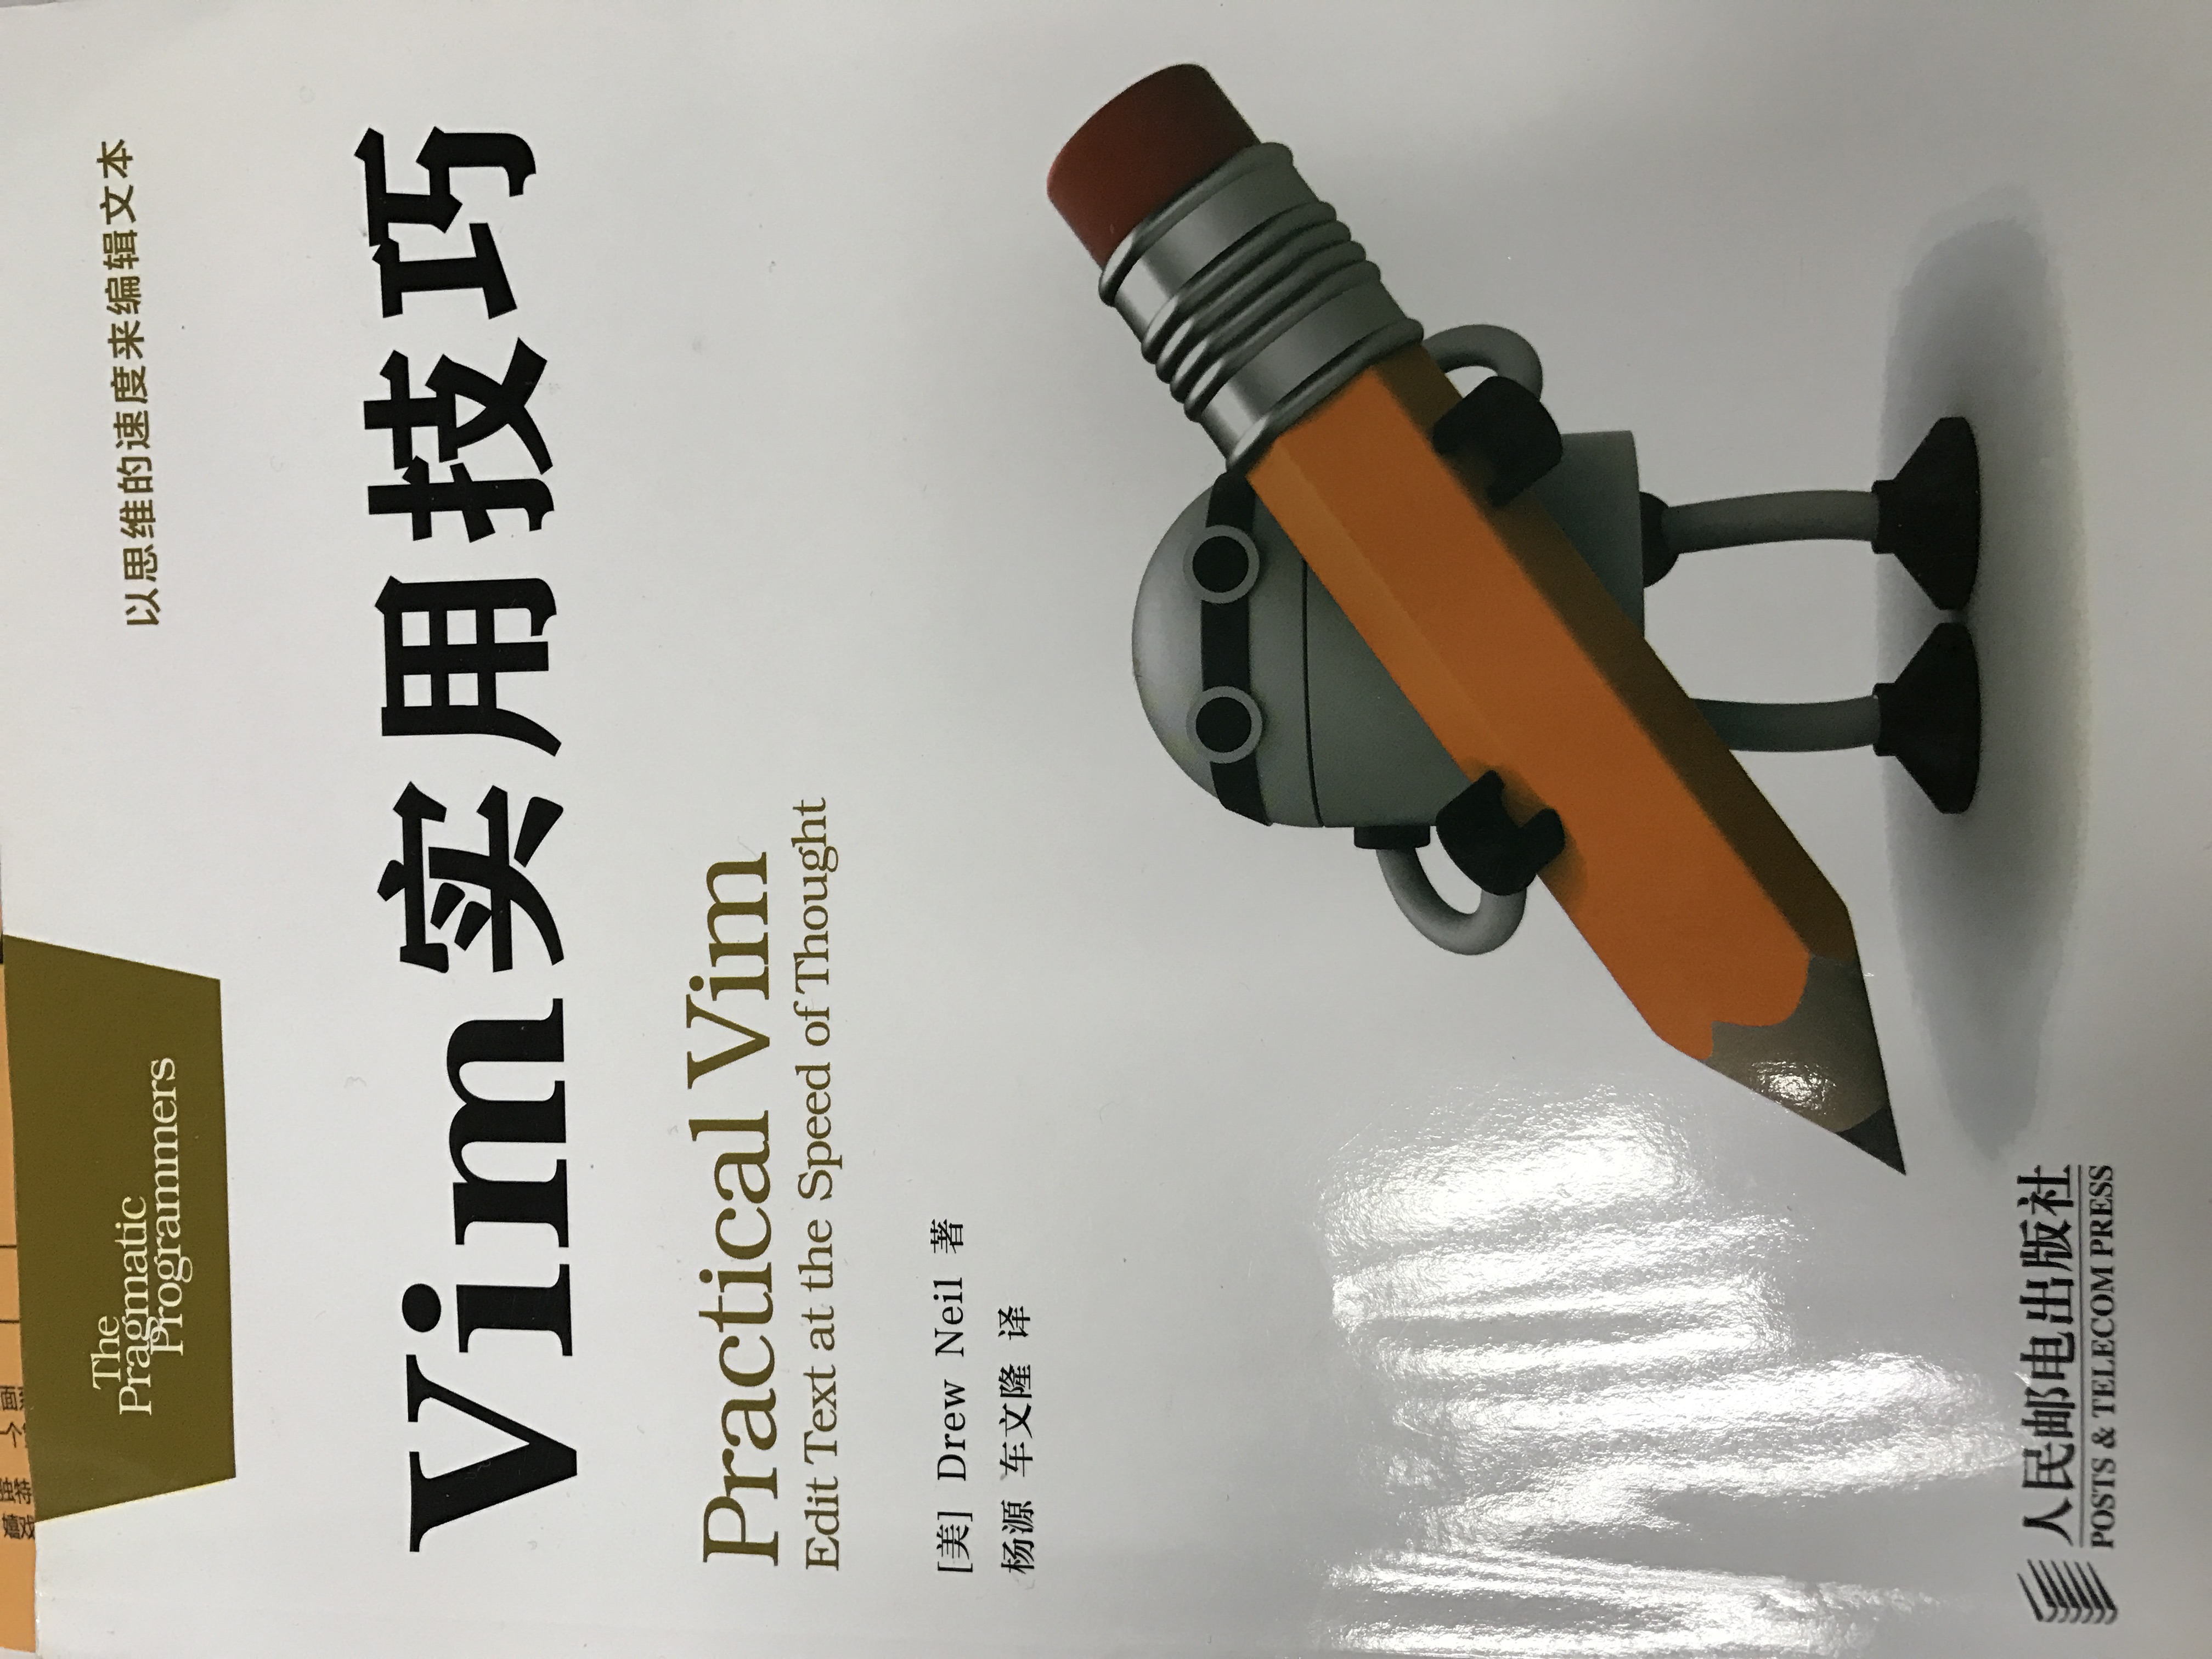 The
Pragmatic
Programmers
以思维的速度来编辑文本
Vim实用技巧
Practical Vim
Edit Text at the Speed of Thought
[美] Drew Neil 著
杨源 车文隆 译
人民邮电出版社
POSTS & TELECOM PRESS